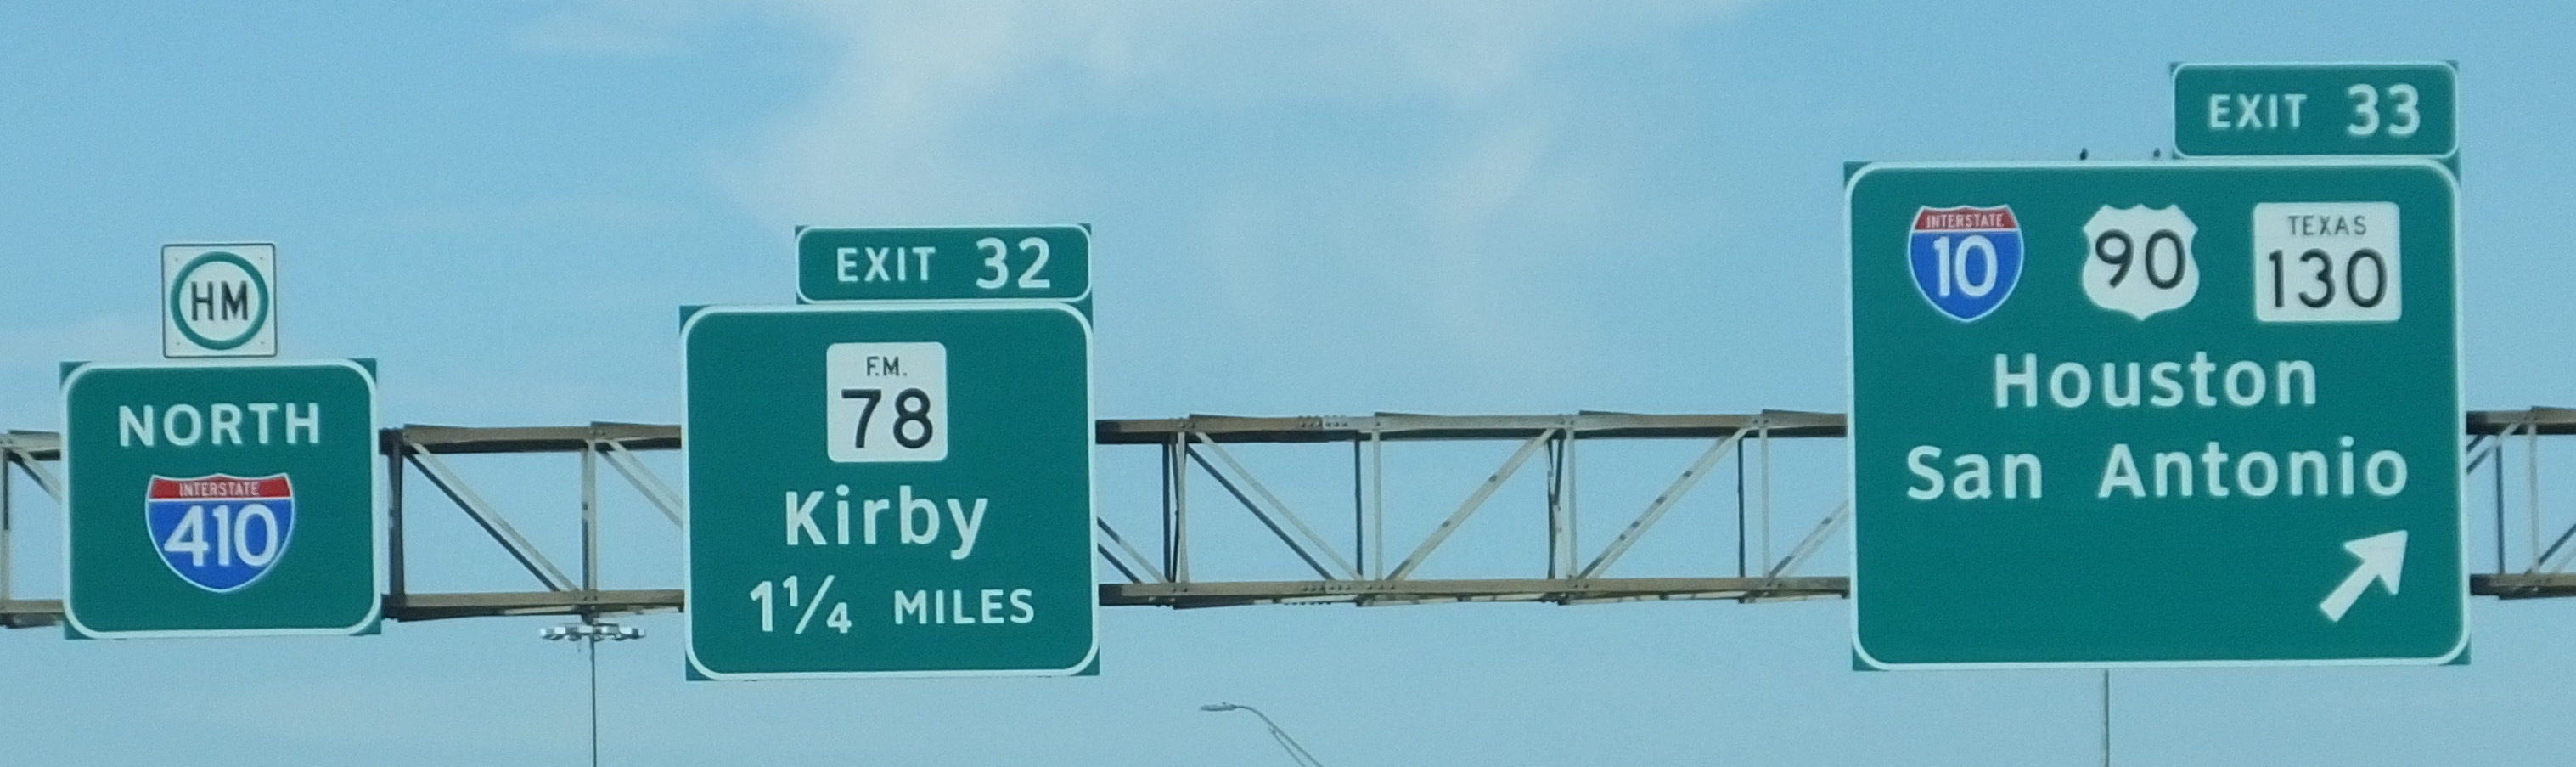 HM
NORTH
INTERSTATE
410
EXIT 32
F.M.
78
Kirby
1¼ MILES
EXIT 33
INTERSTATE
10
90
TEXAS
130
Houston
San Antonio